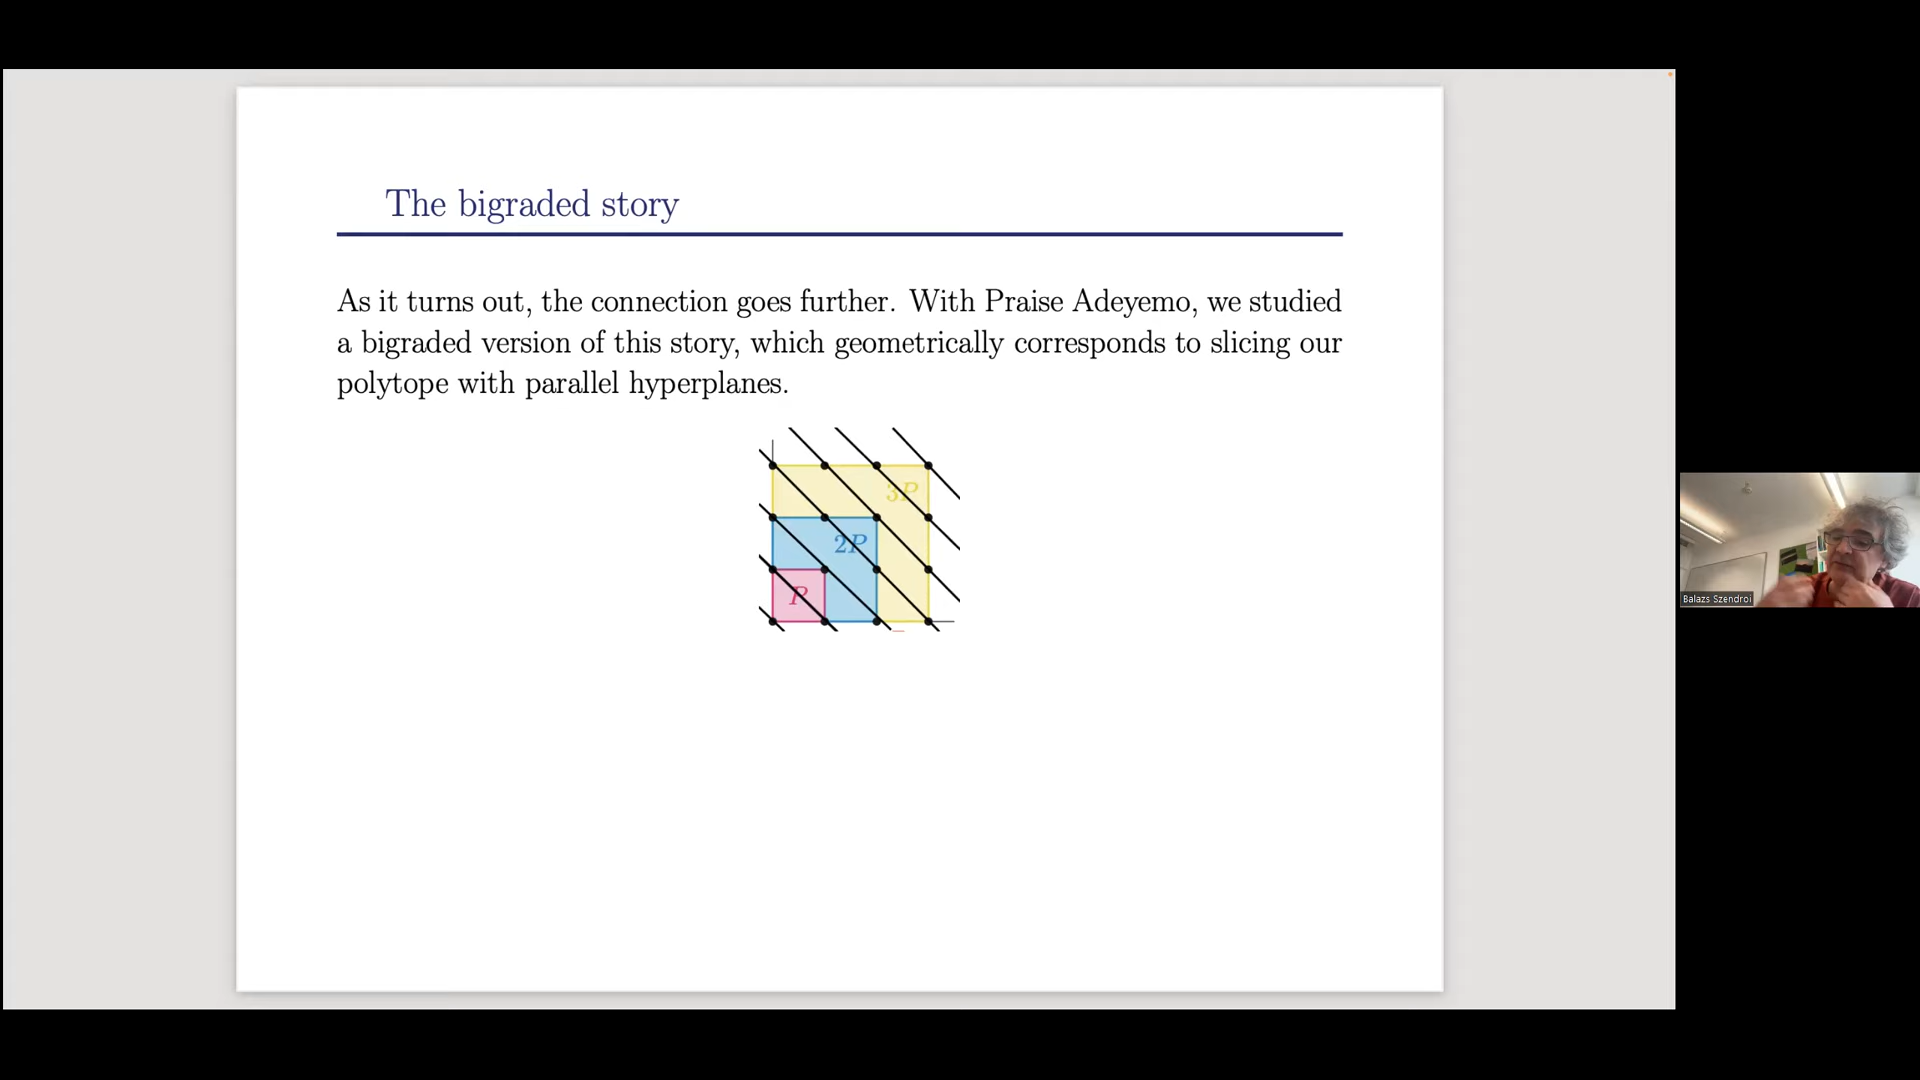 The bigraded story
As it turns out, the connection goes further. With Praise Adeyemo, we studied
a bigraded version of this story, which geometrically corresponds to slicing our
polytope with parallel hyperplanes.
3P
2P
P
Balazs Szendroi